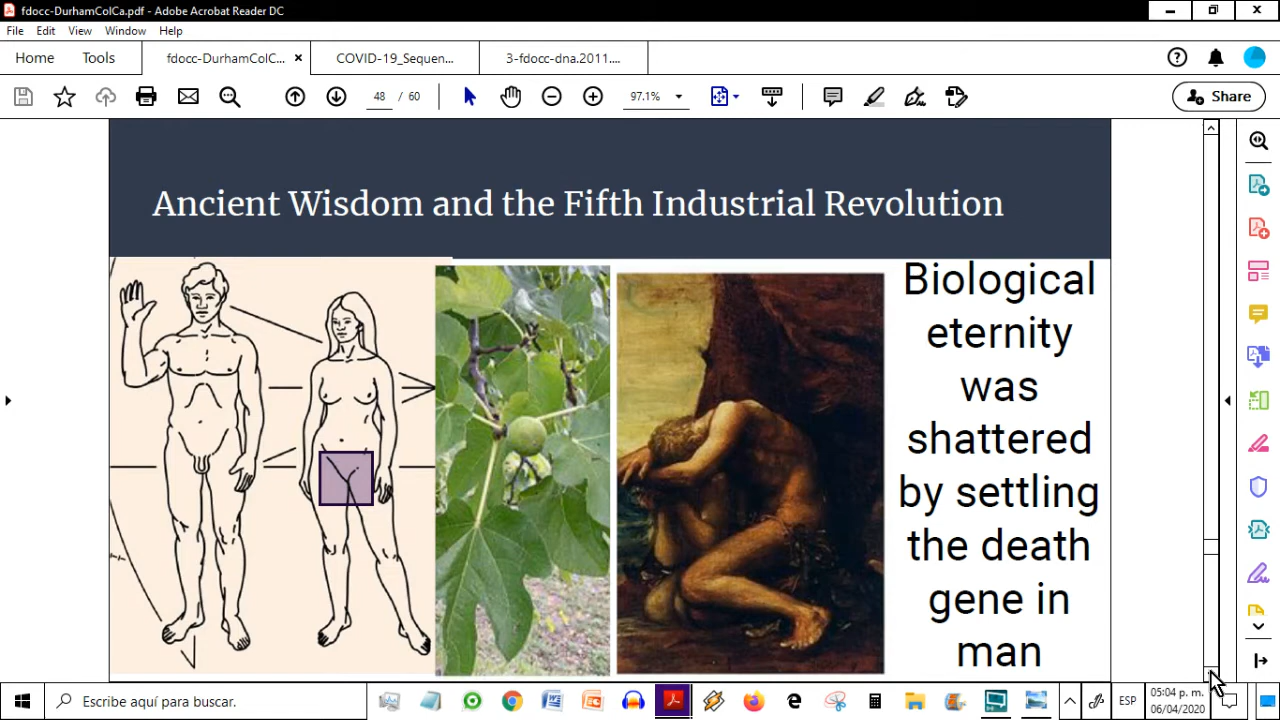 fdocc-DurhamColCa.pdf - Adobe Acrobat Reader DC
File Edit View Window Help
Home Tools fdocc-DurhamColC... × COVID-19_Sequen... 3-fdocc-dna.2011....
48 / 60 97.1% Share
Ancient Wisdom and the Fifth Industrial Revolution
Biological
eternity
was
shattered
by settling
the death
gene in
man
Escribe aquí para buscar.
ESP
05:04 p. m.
06/04/2020